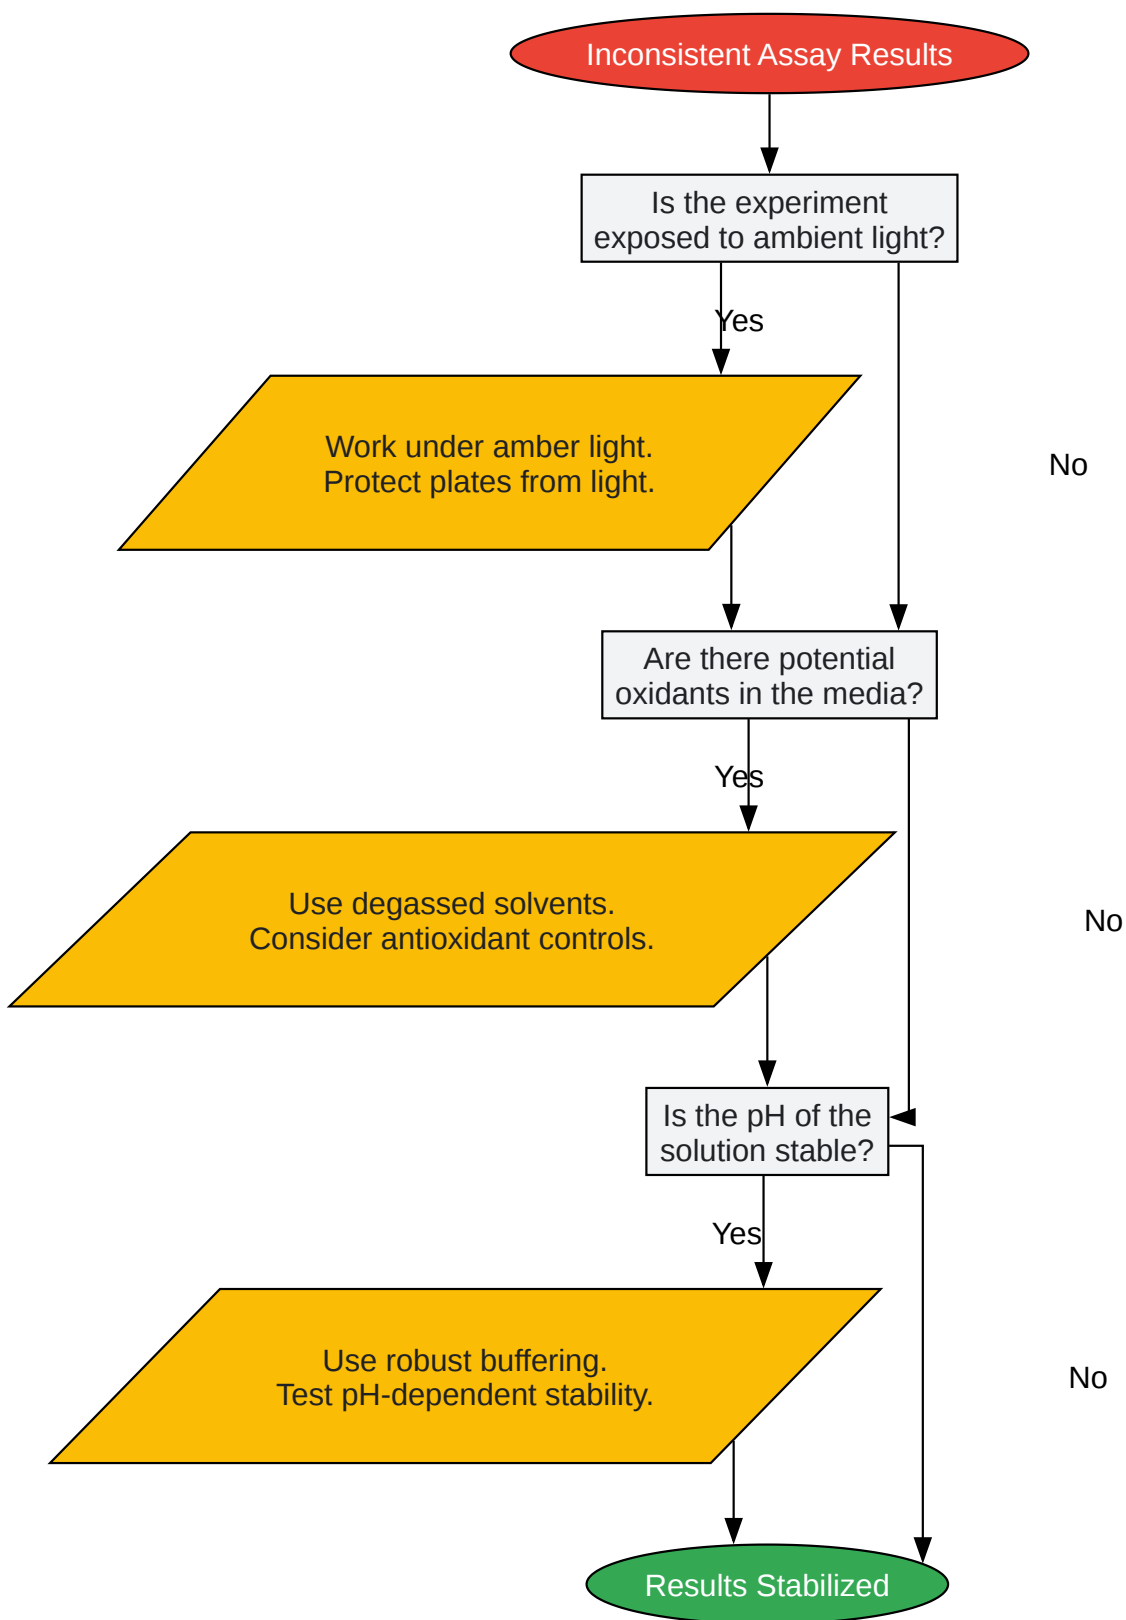 Inconsistent Assay Results
Is the experiment
exposed to ambient light?
Yes
Work under amber light.
Protect plates from light.
No
Are there potential
oxidants in the media?
Yes
Use degassed solvents.
Consider antioxidant controls.
No
Is the pH of the
solution stable?
Yes
Use robust buffering.
Test pH-dependent stability.
No
Results Stabilized